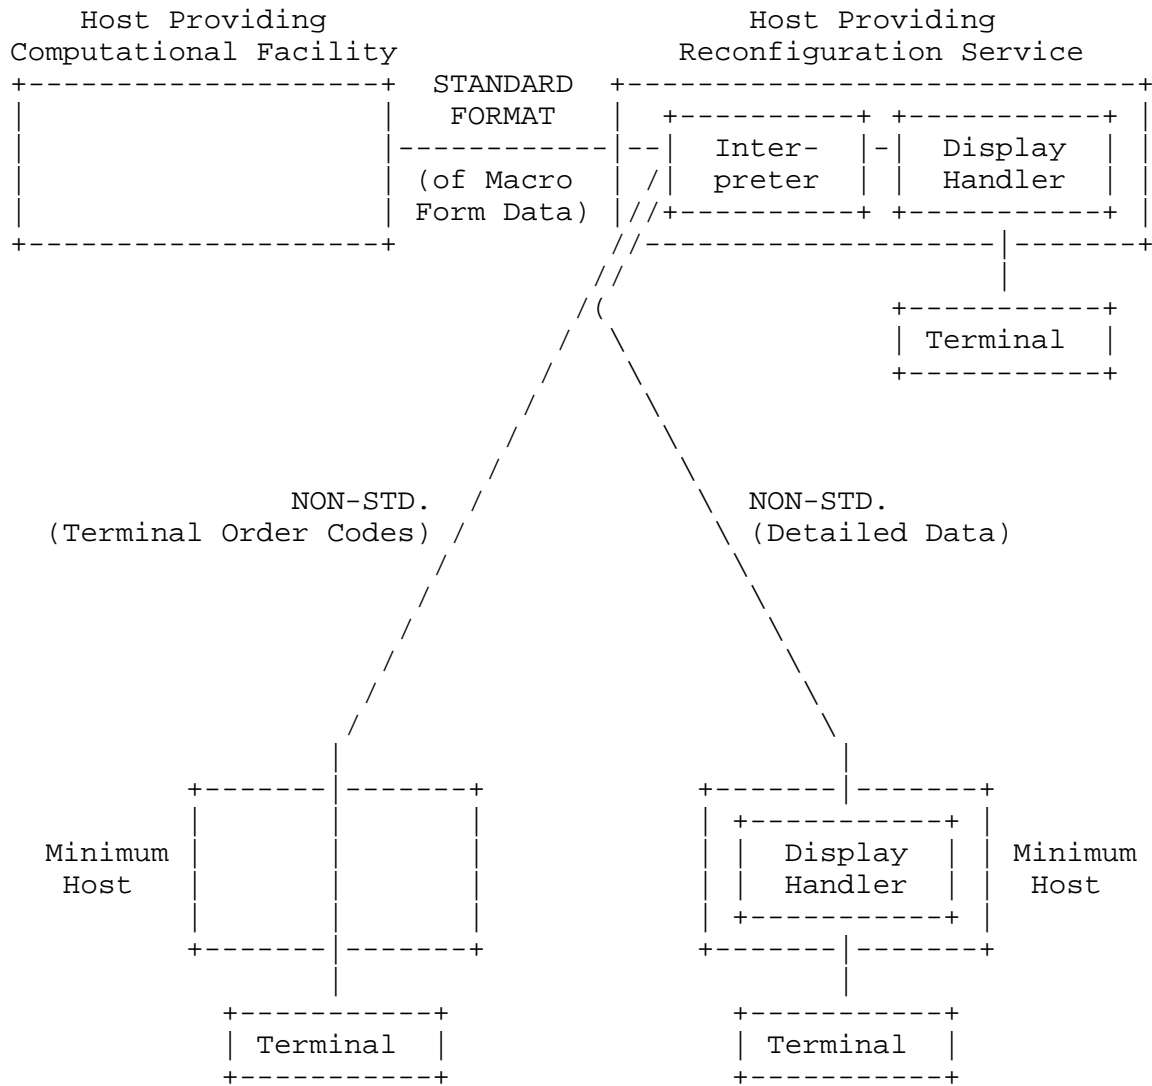 Host Providing
Computational Facility
Host Providing
Reconfiguration Service
STANDARD
FORMAT
(of Macro
Form Data)
Inter-
preter
Display
Handler
Terminal
NON-STD.
(Terminal Order Codes)
NON-STD.
(Detailed Data)
Minimum
Host
Display
Handler
Minimum
Host
Terminal
Terminal